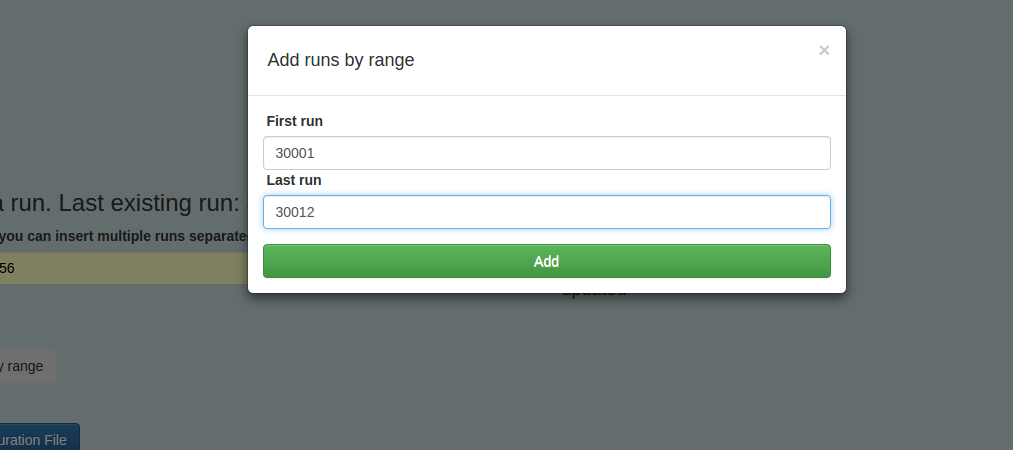 Add runs by range
×
First run
30001
Last run
30012
Add
a run. Last existing run:
you can insert multiple runs separate
56
updated
y range
uration File